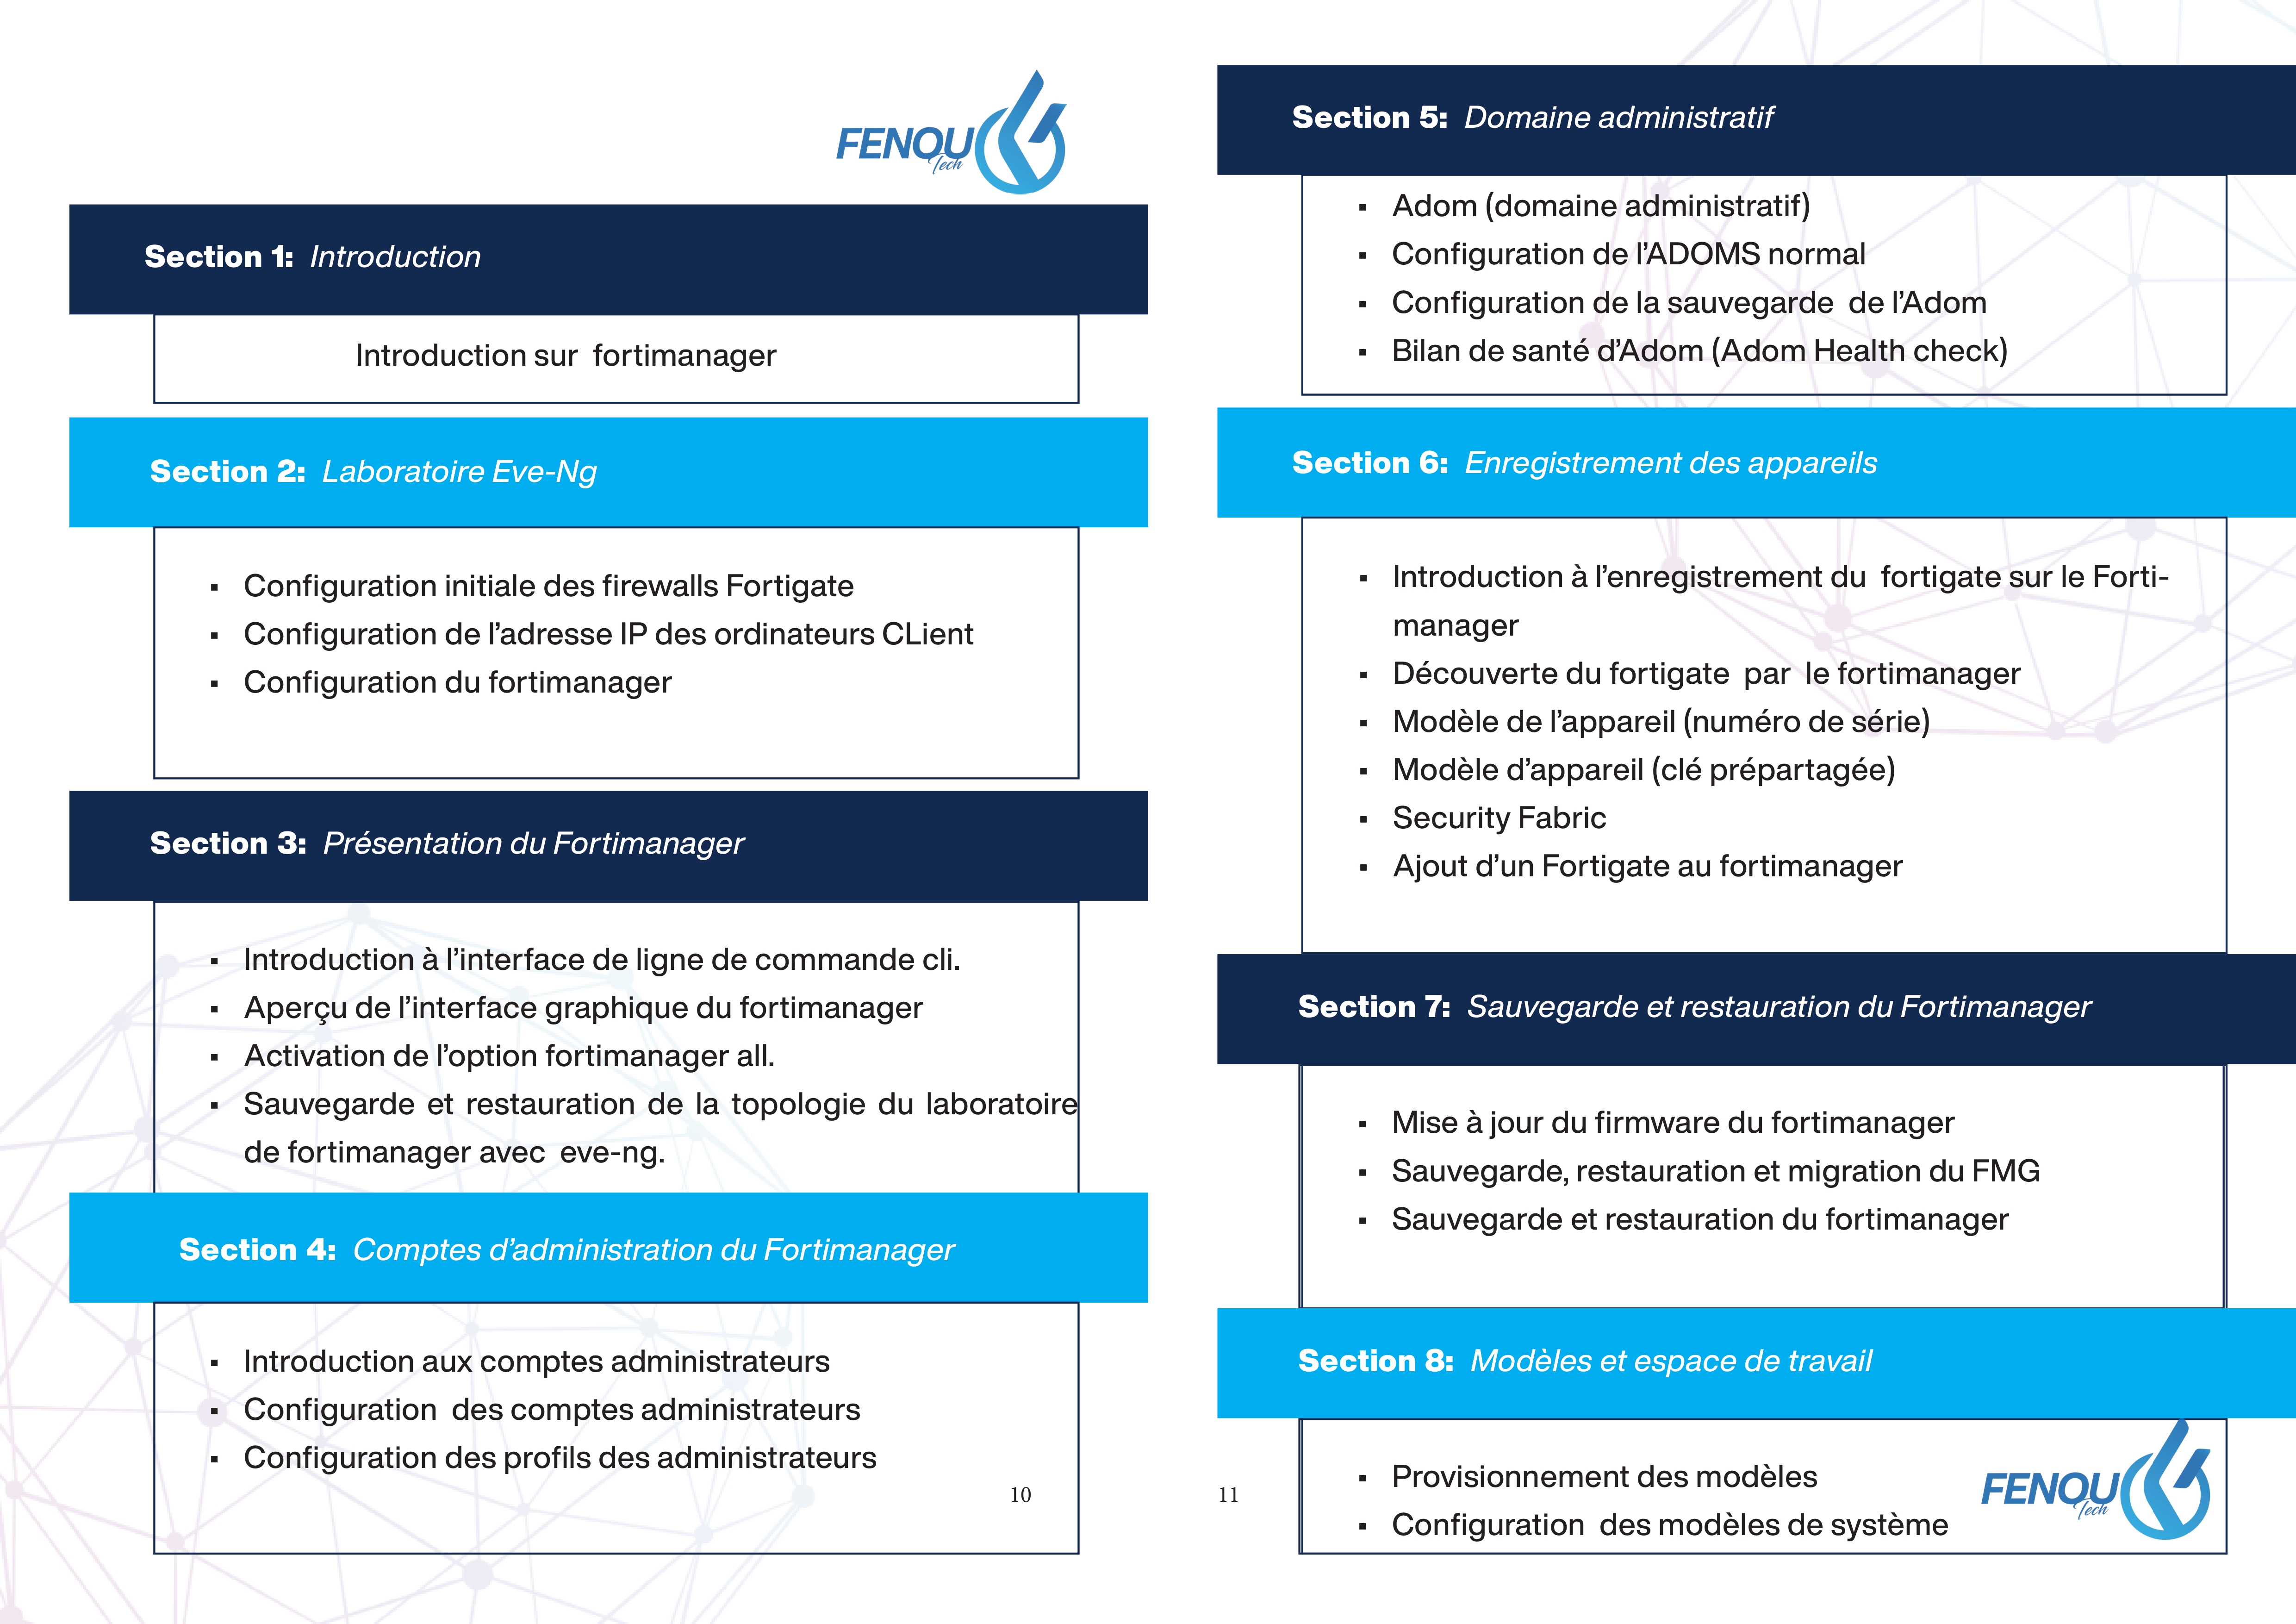 FENOU
Tech
Section 1: Introduction
Introduction sur fortimanager
Section 2: Laboratoire Eve-Ng
▪ Configuration initiale des firewalls Fortigate
▪ Configuration de l’adresse IP des ordinateurs CLient
▪ Configuration du fortimanager
Section 3: Présentation du Fortimanager
▪ Introduction à l’interface de ligne de commande cli.
▪ Aperçu de l’interface graphique du fortimanager
▪ Activation de l’option fortimanager all.
▪ Sauvegarde et restauration de la topologie du laboratoire
de fortimanager avec eve-ng.
Section 4: Comptes d’administration du Fortimanager
▪ Introduction aux comptes administrateurs
▪ Configuration des comptes administrateurs
▪ Configuration des profils des administrateurs
10
Section 5: Domaine administratif
▪ Adom (domaine administratif)
▪ Configuration de l’ADOMS normal
▪ Configuration de la sauvegarde de l’Adom
▪ Bilan de santé d’Adom (Adom Health check)
Section 6: Enregistrement des appareils
▪ Introduction à l’enregistrement du fortigate sur le Forti-
manager
▪ Découverte du fortigate par le fortimanager
▪ Modèle de l’appareil (numéro de série)
▪ Modèle d’appareil (clé prépartagée)
▪ Security Fabric
▪ Ajout d’un Fortigate au fortimanager
Section 7: Sauvegarde et restauration du Fortimanager
▪ Mise à jour du firmware du fortimanager
▪ Sauvegarde, restauration et migration du FMG
▪ Sauvegarde et restauration du fortimanager
Section 8: Modèles et espace de travail
▪ Provisionnement des modèles
▪ Configuration des modèles de système
FENOU
Tech
11